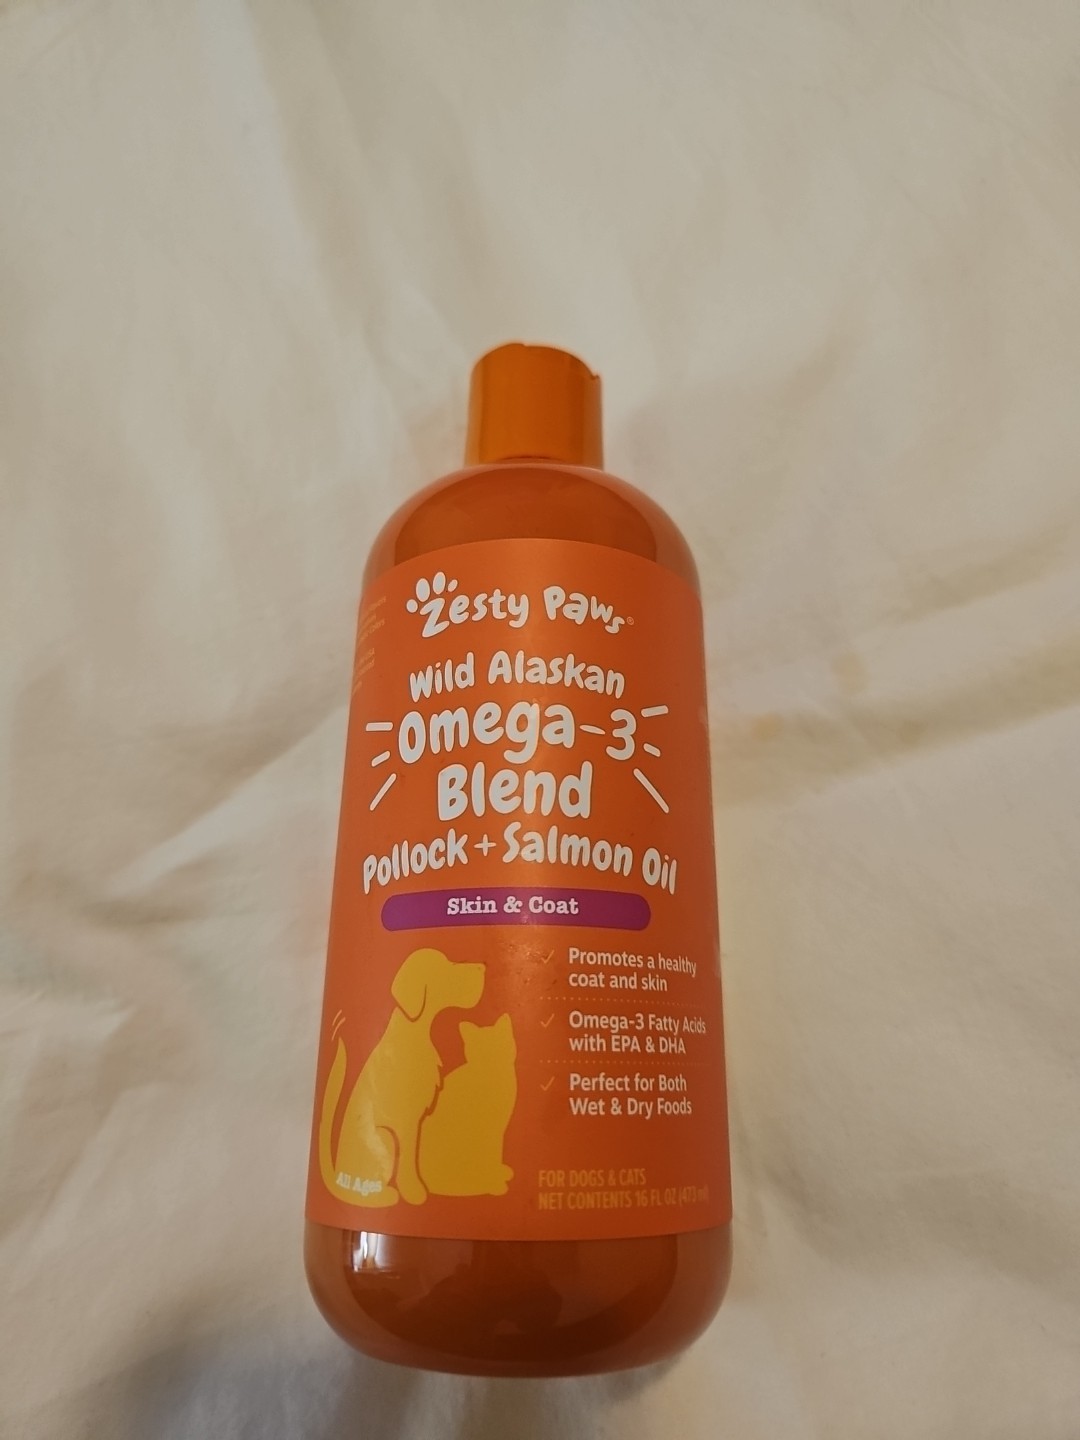 Zesty Paws®
Wild Alaskan
Omega-3
Blend
Pollock + Salmon Oil
Skin & Coat
Promotes a healthy
coat and skin
Omega-3 Fatty Acids
with EPA & DHA
Perfect for Both
Wet & Dry Foods
All Ages
FOR DOGS & CATS
NET CONTENTS 16 FL OZ (473 ml)